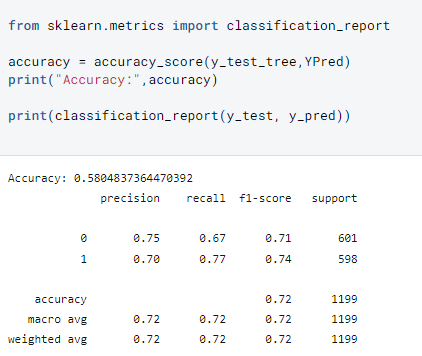 from sklearn.metrics import classification_report
accuracy = accuracy_score(y_test_tree,YPred)
print("Accuracy:",accuracy)
print(classification_report(y_test, y_pred))
Accuracy: 0.5804837364470392
precision recall f1-score support
0 0.75 0.67 0.71 601
1 0.70 0.77 0.74 598
accuracy 0.72 1199
macro avg 0.72 0.72 0.72 1199
weighted avg 0.72 0.72 0.72 1199